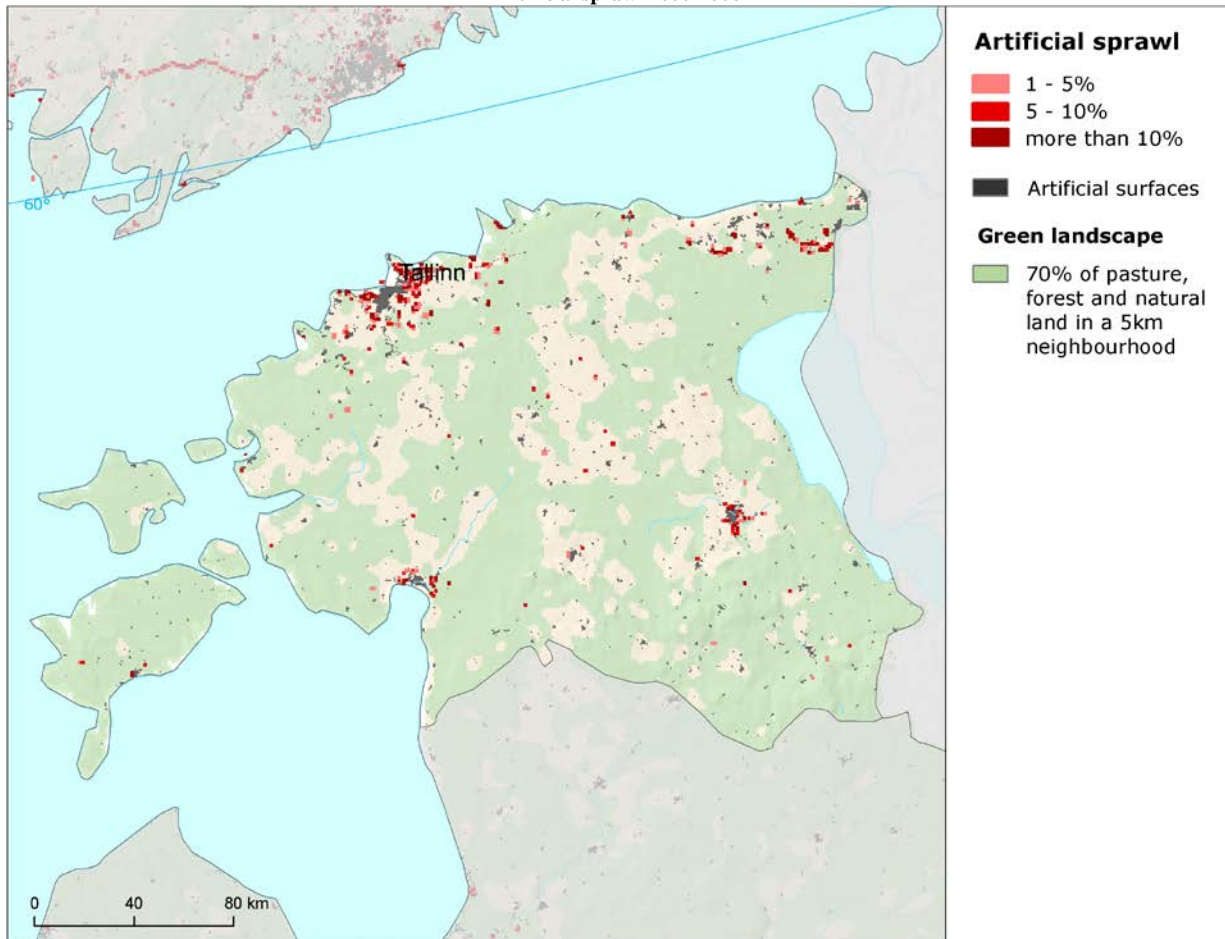 Artificial sprawl
1 - 5%
5 - 10%
more than 10%
Artificial surfaces
Green landscape
70% of pasture,
forest and natural
land in a 5km
neighbourhood
60°
Tallinn
0 40 80 km